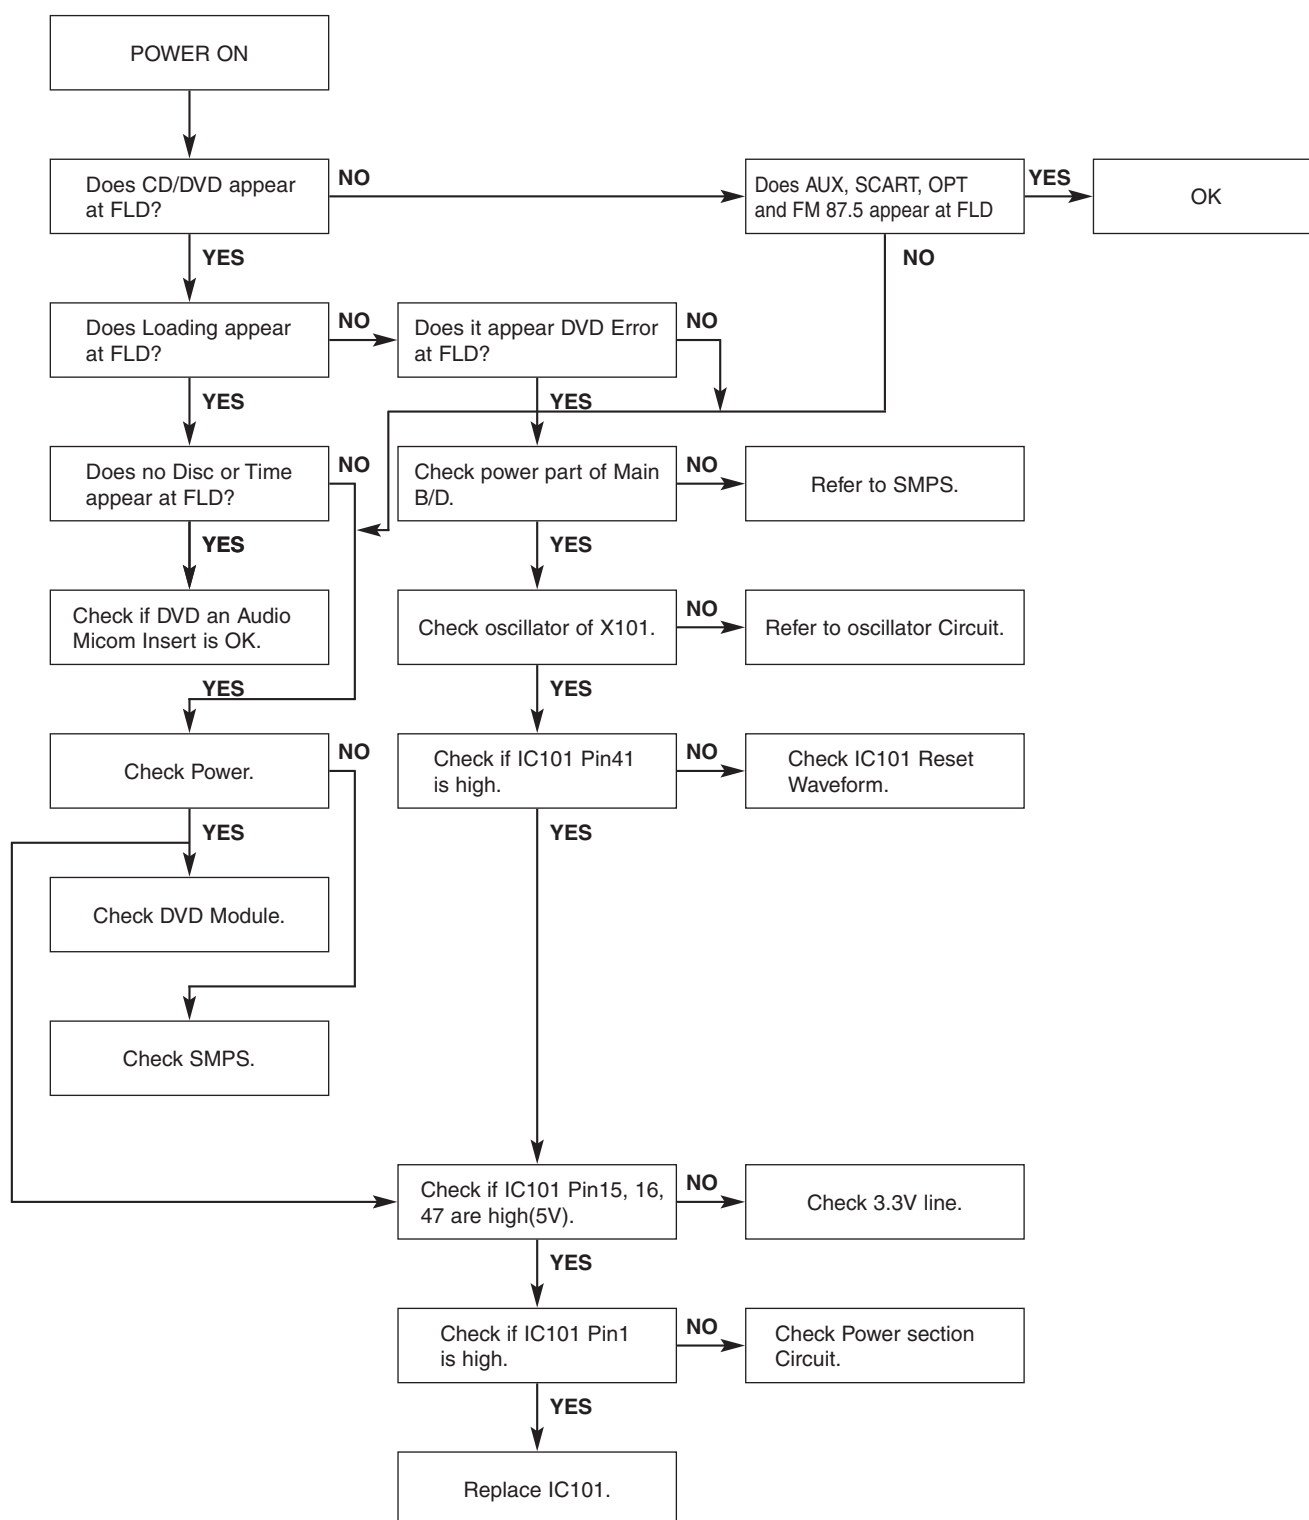 POWER ON
Does CD/DVD appear
at FLD?
NO
Does AUX, SCART, OPT
and FM 87.5 appear at FLD
YES
OK
YES
NO
Does Loading appear
at FLD?
NO
Does it appear DVD Error
at FLD?
NO
YES
YES
Does no Disc or Time
appear at FLD?
NO
Check power part of Main
B/D.
NO
Refer to SMPS.
YES
YES
Check if DVD an Audio
Micom Insert is OK.
Check oscillator of X101.
NO
Refer to oscillator Circuit.
YES
YES
Check Power.
NO
Check if IC101 Pin41
is high.
NO
Check IC101 Reset
Waveform.
YES
YES
Check DVD Module.
Check SMPS.
Check if IC101 Pin15, 16,
47 are high(5V).
NO
Check 3.3V line.
YES
Check if IC101 Pin1
is high.
NO
Check Power section
Circuit.
YES
Replace IC101.